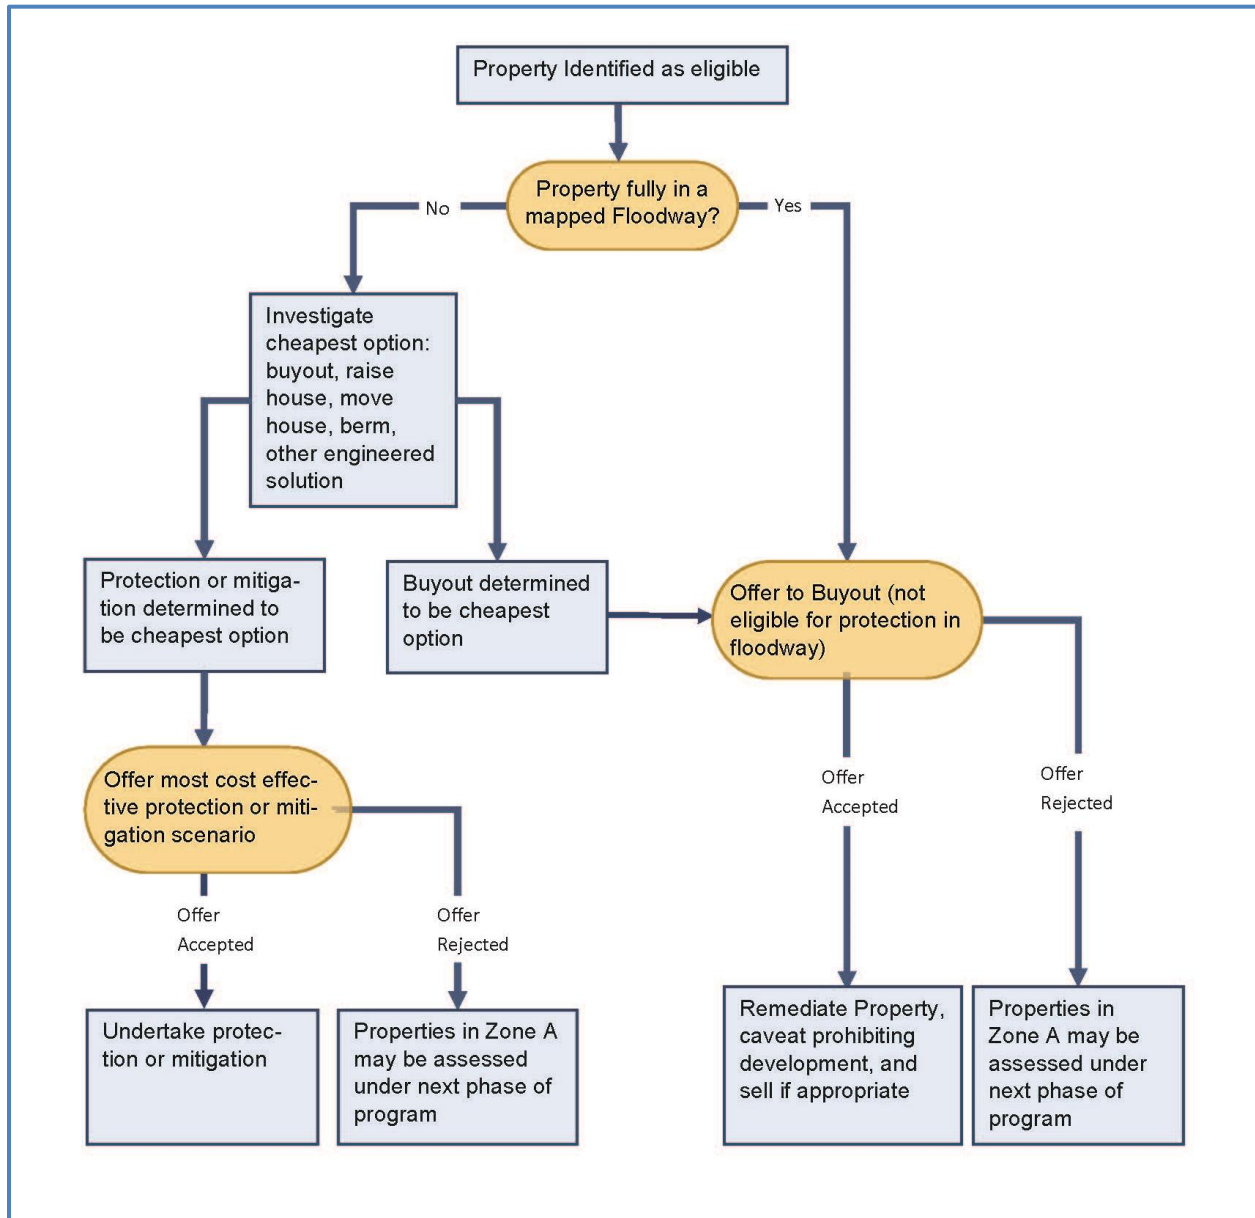 Property Identified as eligible
Property fully in a
mapped Floodway?
No
Yes
Investigate
cheapest option:
buyout, raise
house, move
house, berm,
other engineered
solution
Protection or mitiga-
tion determined to
be cheapest option
Buyout determined
to be cheapest
option
Offer to Buyout (not
eligible for protection in
floodway)
Offer most cost effec-
tive protection or miti-
gation scenario
Offer
Accepted
Offer
Rejected
Offer
Accepted
Offer
Rejected
Undertake protec-
tion or mitigation
Properties in Zone A
may be assessed
under next phase of
program
Remediate Property,
caveat prohibiting
development, and
sell if appropriate
Properties in
Zone A may be
assessed under
next phase of
program